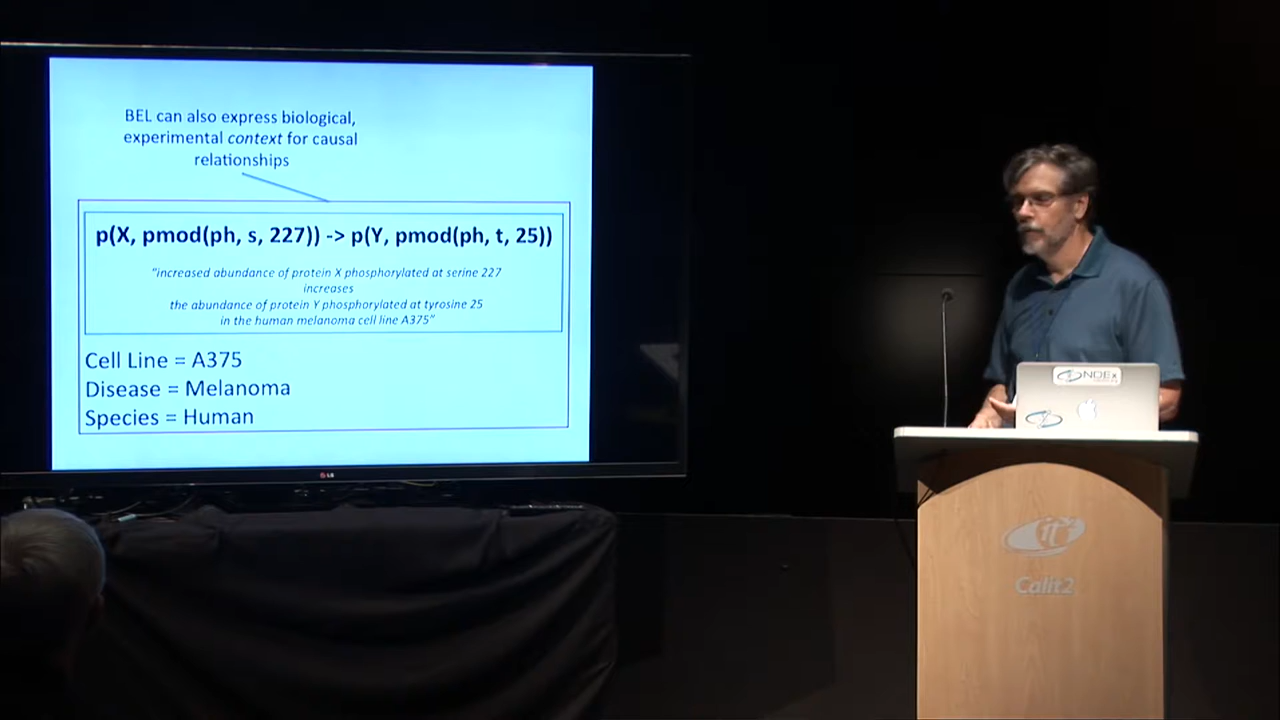 BEL can also express biological,
experimental context for causal
relationships
p(X, pmod(ph, s, 227)) -> p(Y, pmod(ph, t, 25))
"increased abundance of protein X phosphorylated at serine 227
increases
the abundance of protein Y phosphorylated at tyrosine 25
in the human melanoma cell line A375"
Cell Line = A375
Disease = Melanoma
Species = Human
LG
NDEx
Calit2